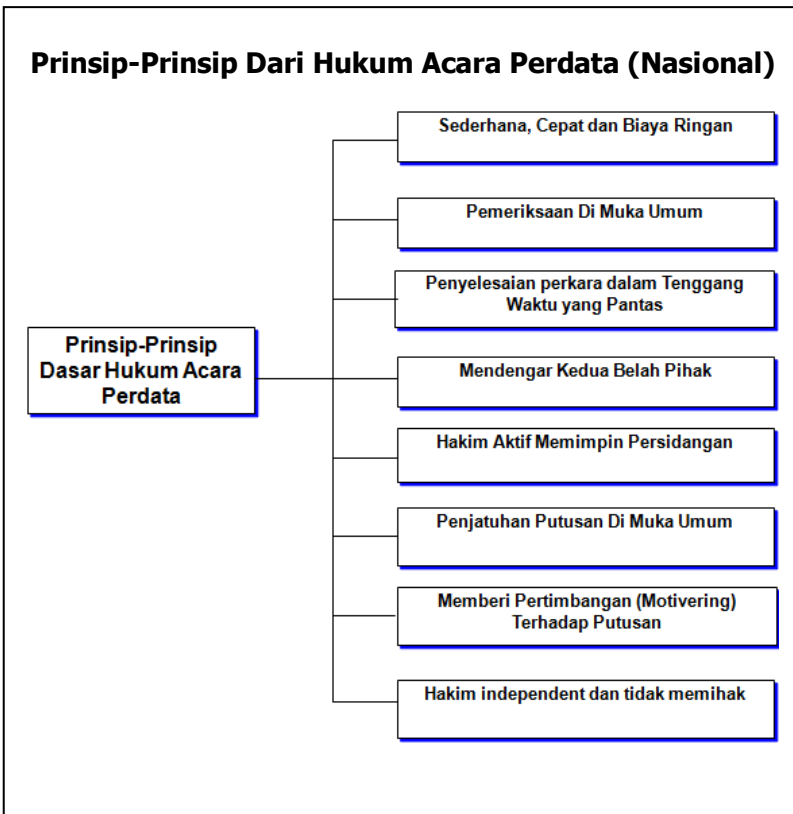 Prinsip-Prinsip Dari Hukum Acara Perdata (Nasional)
Prinsip-Prinsip
Dasar Hukum Acara
Perdata
Sederhana, Cepat dan Biaya Ringan
Pemeriksaan Di Muka Umum
Penyelesaian perkara dalam Tenggang
Waktu yang Pantas
Mendengar Kedua Belah Pihak
Hakim Aktif Memimpin Persidangan
Penjatuhan Putusan Di Muka Umum
Memberi Pertimbangan (Motivering)
Terhadap Putusan
Hakim independent dan tidak memihak